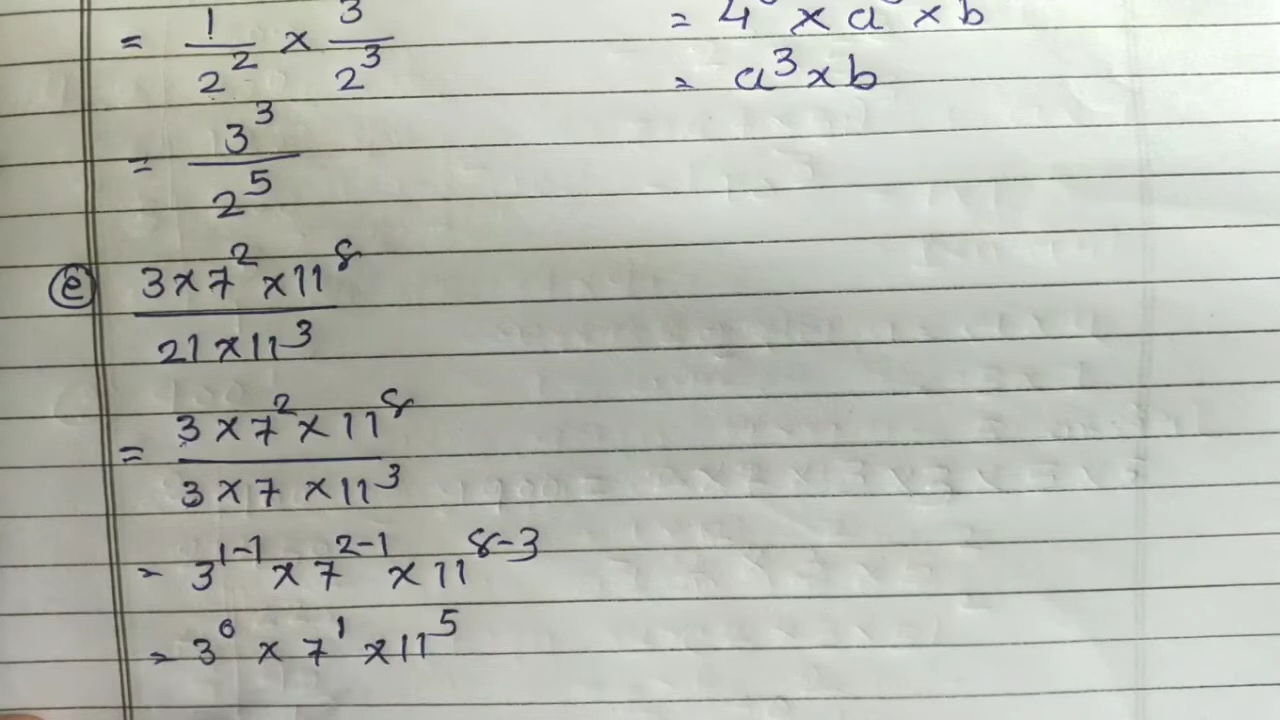 = 1/2² × 3/2³
= 3³/2⁵
= 4 × a × b
= a³ × b
(e) 3 × 7² × 11⁸
21 × 11³
= 3 × 7² × 11⁸
3 × 7 × 11³
= 3¹⁻¹ × 7²⁻¹ × 11⁸⁻³
= 3⁰ × 7¹ × 11⁵